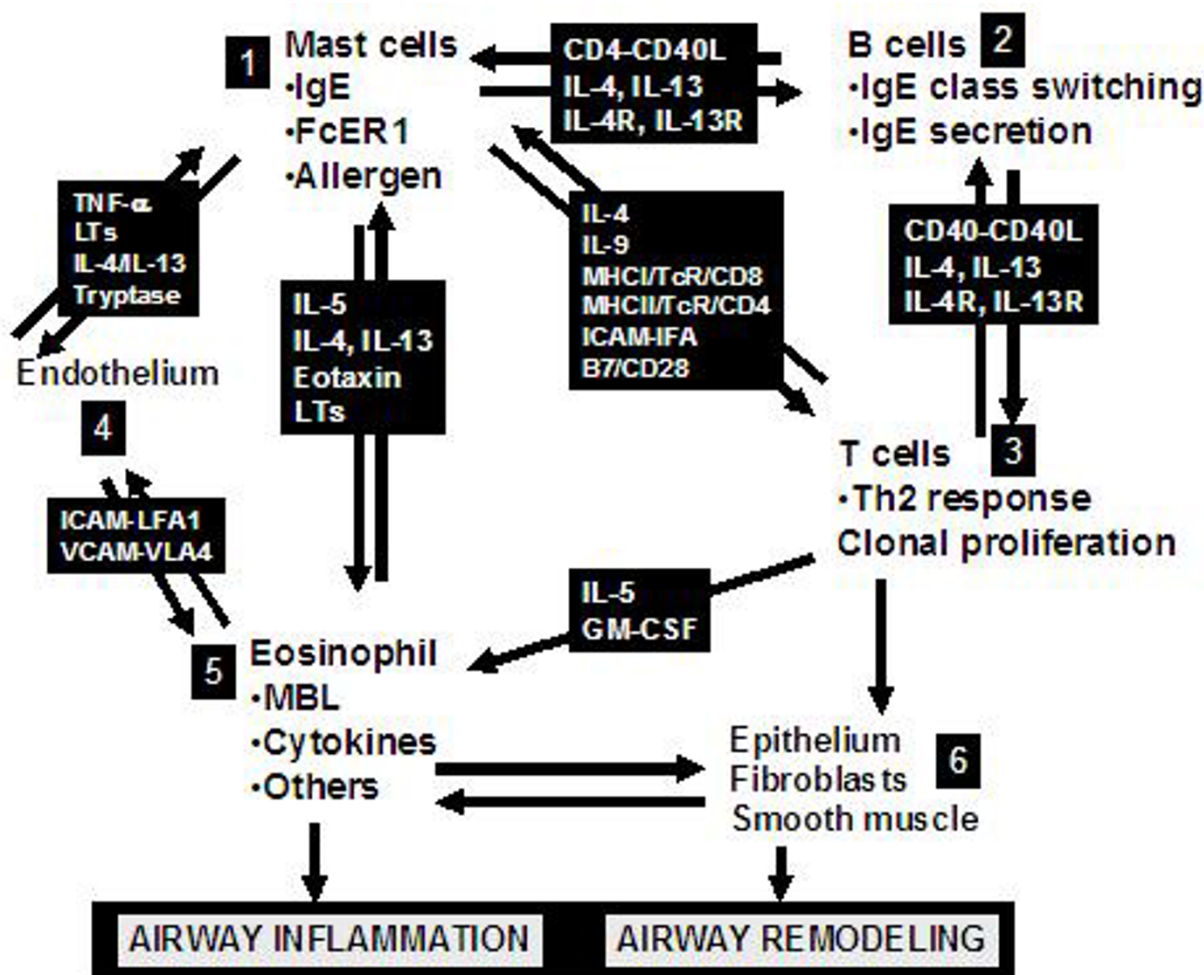 1
Mast cells
•IgE
•FcER1
•Allergen
CD4-CD40L
IL-4, IL-13
IL-4R, IL-13R
B cells 2
•IgE class switching
•IgE secretion
TNF-α
LTs
IL-4/IL-13
Tryptase
IL-5
IL-4, IL-13
Eotaxin
LTs
IL-4
IL-9
MHCI/TcR/CD8
MHCII/TcR/CD4
ICAM-IFA
B7/CD28
CD40-CD40L
IL-4, IL-13
IL-4R, IL-13R
Endothelium
4
T cells 3
•Th2 response
Clonal proliferation
ICAM-LFA1
VCAM-VLA4
IL-5
GM-CSF
5 Eosinophil
•MBL
•Cytokines
•Others
Epithelium
Fibroblasts
Smooth muscle
6
AIRWAY INFLAMMATION
AIRWAY REMODELING